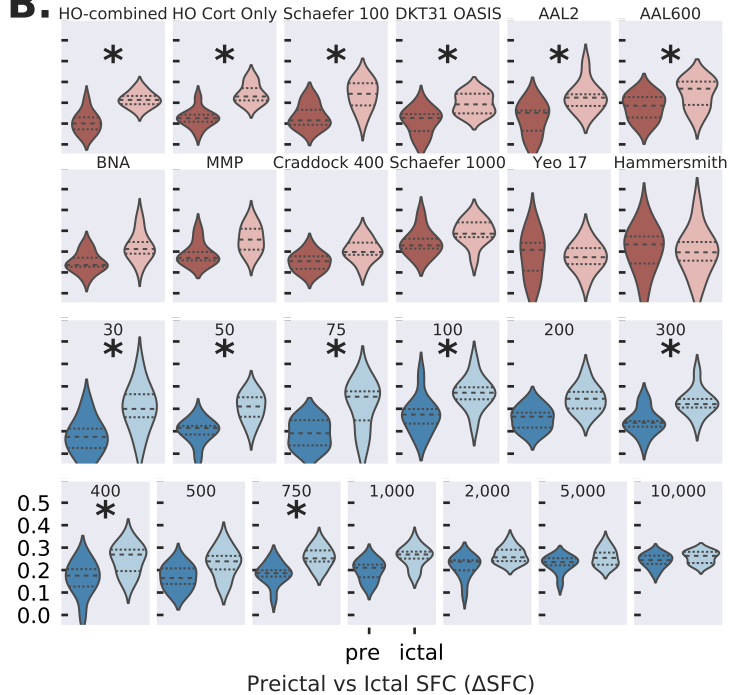 B.
HO-combined HO Cort Only Schaefer 100 DKT31 OASIS AAL2 AAL600
* * * * * *
BNA MMP Craddock 400 Schaefer 1000 Yeo 17 Hammersmith
30 50 75 100 200 300
* * * * *
400 500 750 1,000 2,000 5,000 10,000
* *
0.5
0.4
0.3
0.2
0.1
0.0
pre ictal
Preictal vs Ictal SFC (ΔSFC)